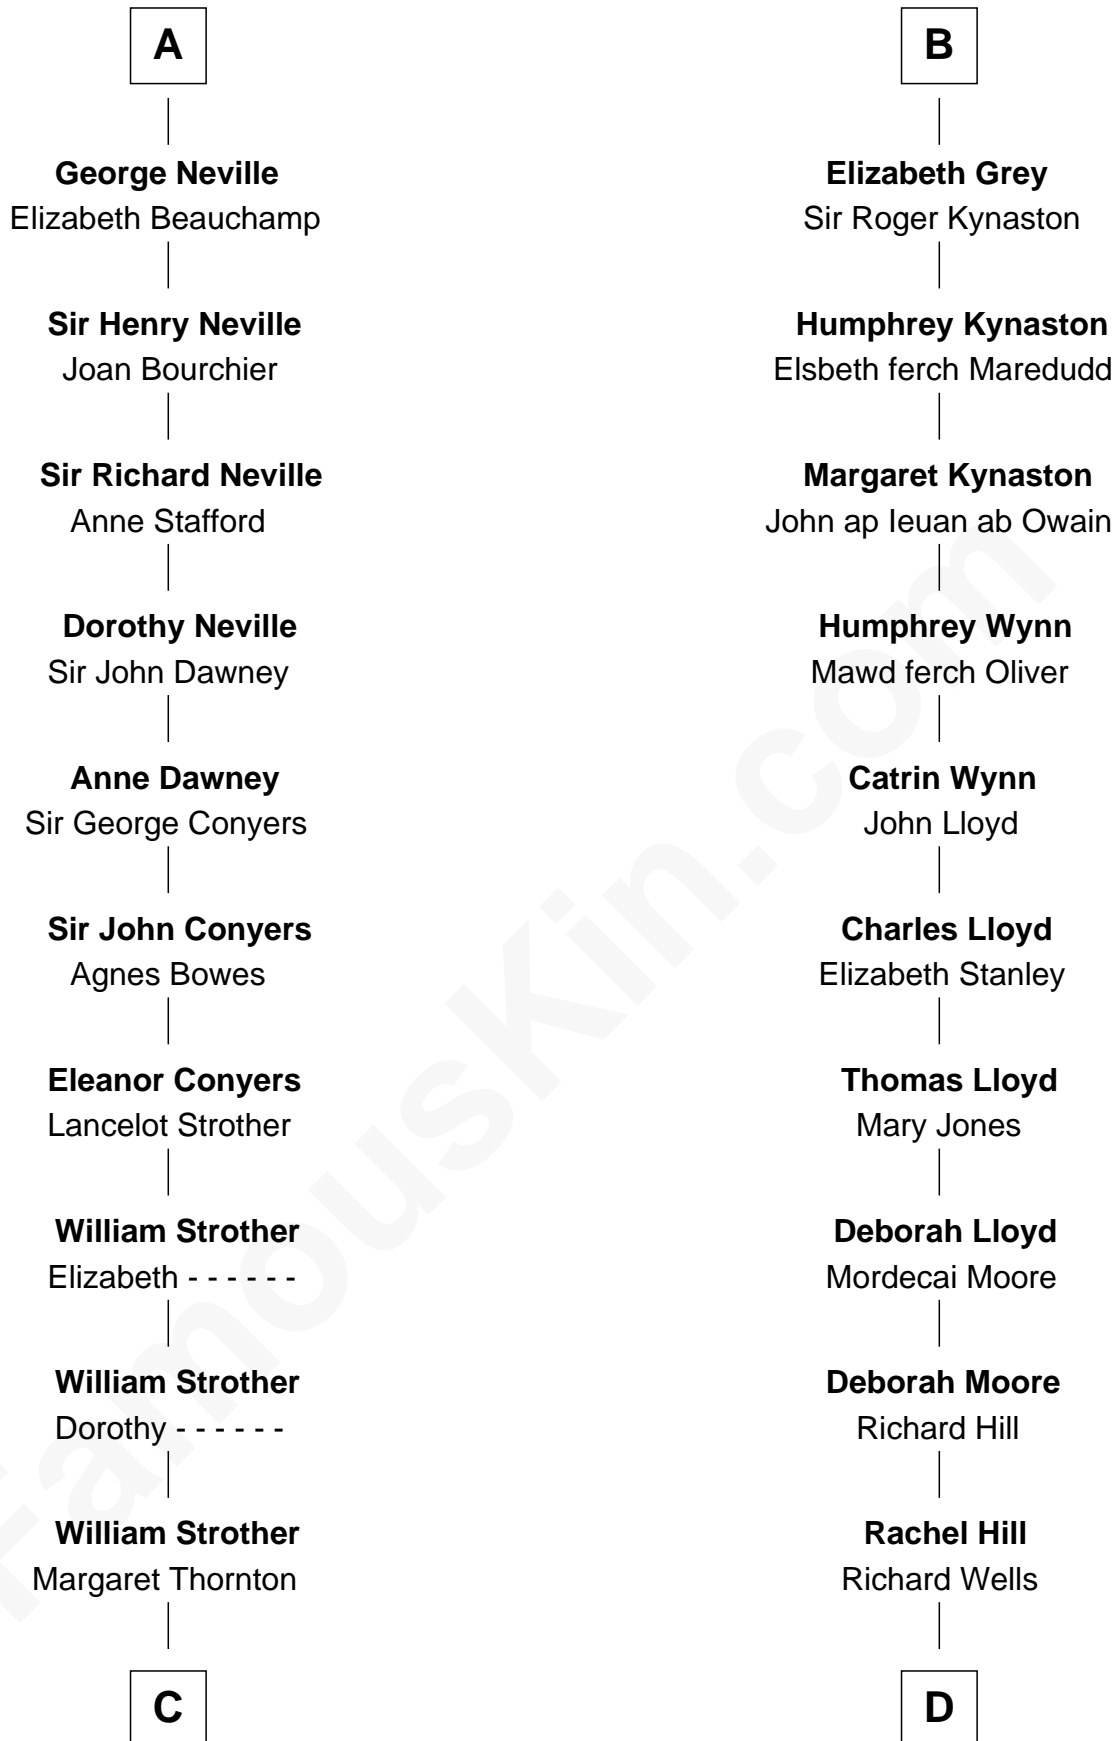 A
George Neville
Elizabeth Beauchamp
Sir Henry Neville
Joan Bourchier
Sir Richard Neville
Anne Stafford
Dorothy Neville
Sir John Dawney
Anne Dawney
Sir George Conyers
Sir John Conyers
Agnes Bowes
Eleanor Conyers
Lancelot Strother
William Strother
Elizabeth - - - - - -
William Strother
Dorothy - - - - - -
William Strother
Margaret Thornton
C
B
Elizabeth Grey
Sir Roger Kynaston
Humphrey Kynaston
Elsbeth ferch Maredudd
Margaret Kynaston
John ap Ieuan ab Owain
Humphrey Wynn
Mawd ferch Oliver
Catrin Wynn
John Lloyd
Charles Lloyd
Elizabeth Stanley
Thomas Lloyd
Mary Jones
Deborah Lloyd
Mordecai Moore
Deborah Moore
Richard Hill
Rachel Hill
Richard Wells
D
FamousKin.com